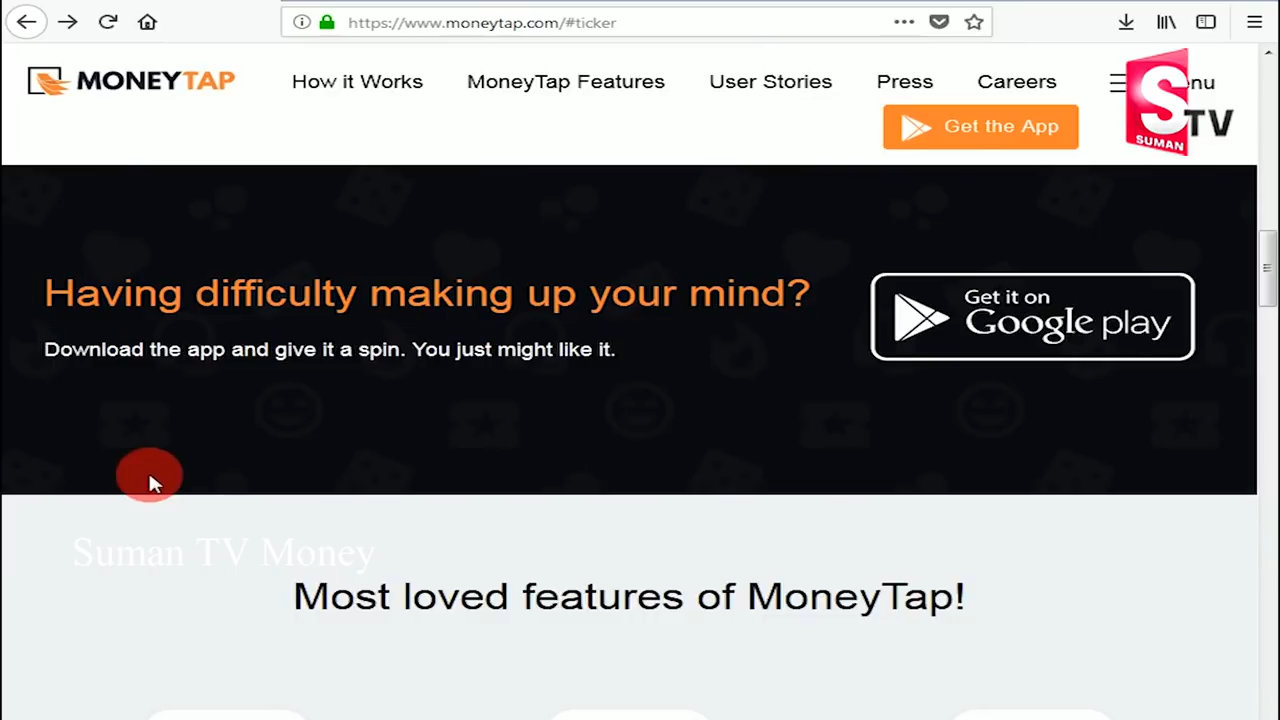 https://www.moneytap.com/#ticker
MONEYTAP
How it Works
MoneyTap Features
User Stories
Press
Careers
Get the App
S
TV
SUMAN
Having difficulty making up your mind?
Download the app and give it a spin. You just might like it.
Get it on
Google play
Suman TV Money
Most loved features of MoneyTap!